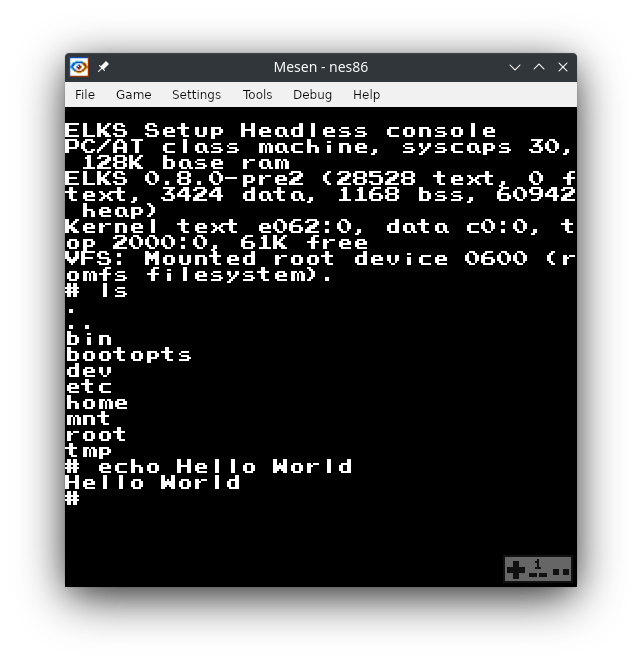 Mesen - nes86
File Game Settings Tools Debug Help
ELKS Setup Headless console
PC/AT class machine, syscaps 30,
 128K base ram
ELKS 0.8.0-pre2 (28528 text, 0 f
text, 3424 data, 1168 bss, 60942
 heap)
Kernel text e062:0, data c0:0, t
op 2000:0, 61K free
VFS: Mounted root device 0600 (r
omfs filesystem).
# ls
.
..
bin
bootopts
dev
etc
home
mnt
root
tmp
# echo Hello World
Hello World
#
1